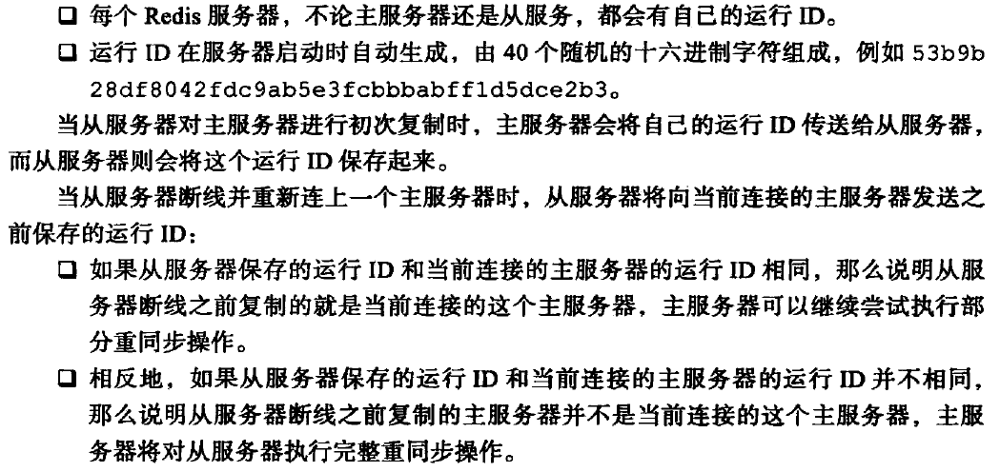 ❑ 每个 Redis 服务器，不论主服务器还是从服务，都会有自己的运行 ID。
❑ 运行 ID 在服务器启动时自动生成，由 40 个随机的十六进制字符组成，例如 53b9b
28df8042fdc9ab5e3fcbbbabff1d5dce2b3。
当从服务器对主服务器进行初次复制时，主服务器会将自己的运行 ID 传送给从服务器，
而从服务器则会将这个运行 ID 保存起来。
当从服务器断线并重新连上一个主服务器时，从服务器将向当前连接的主服务器发送之
前保存的运行 ID：
❑ 如果从服务器保存的运行 ID 和当前连接的主服务器的运行 ID 相同，那么说明从服
务器断线之前复制的就是当前连接的这个主服务器，主服务器可以继续尝试执行部
分重同步操作。
❑ 相反地，如果从服务器保存的运行 ID 和当前连接的主服务器的运行 ID 并不相同，
那么说明从服务器断线之前复制的主服务器并不是当前连接的这个主服务器，主服
务器将对从服务器执行完整重同步操作。